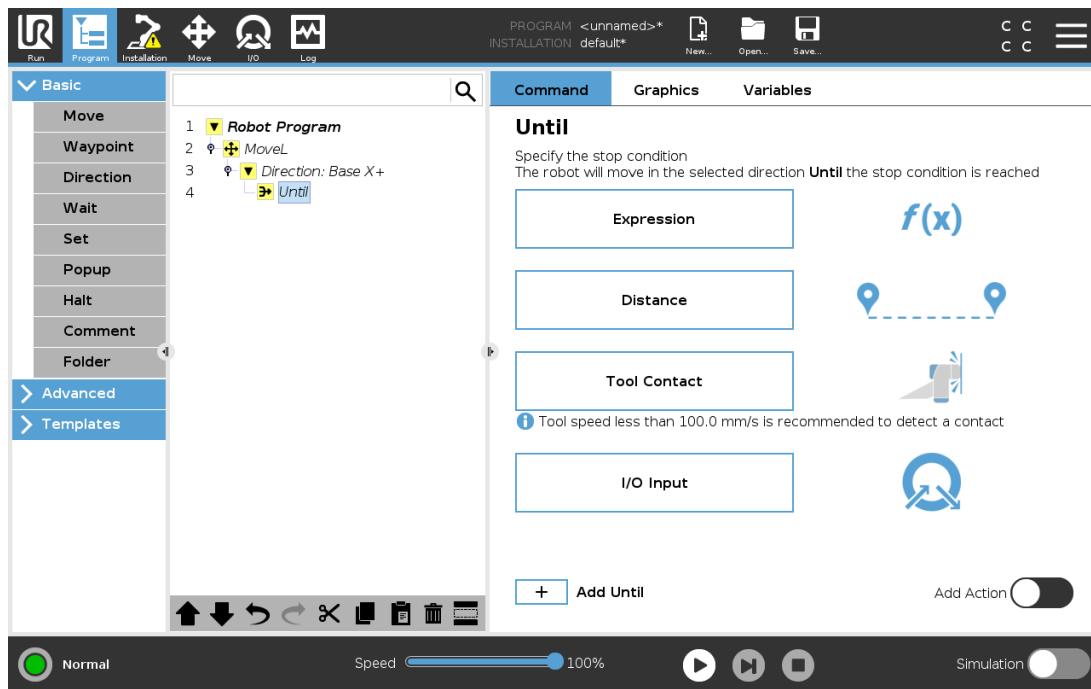 PROGRAM <unnamed>*
INSTALLATION default*
UR
Run
Program
Installation
Move
I/O
Log
New...
Open...
Save...
C C
C C
Basic
Move
Waypoint
Direction
Wait
Set
Popup
Halt
Comment
Folder
Advanced
Templates
1 Robot Program
2 MoveL
3 Direction: Base X+
4 Until
Command Graphics Variables
Until
Specify the stop condition
The robot will move in the selected direction Until the stop condition is reached
Expression
f(x)
Distance
Tool Contact
Tool speed less than 100.0 mm/s is recommended to detect a contact
I/O Input
+ Add Until
Add Action
Normal
Speed 100%
Simulation